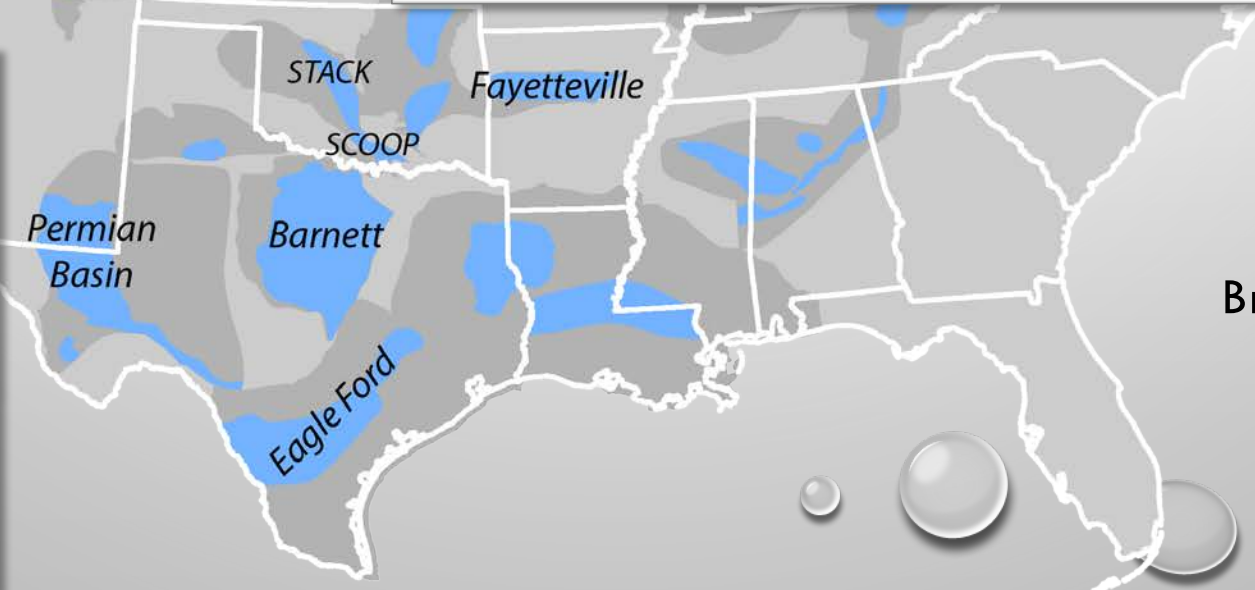 STACK
Fayetteville
SCOOP
Permian
Basin
Barnett
Eagle Ford